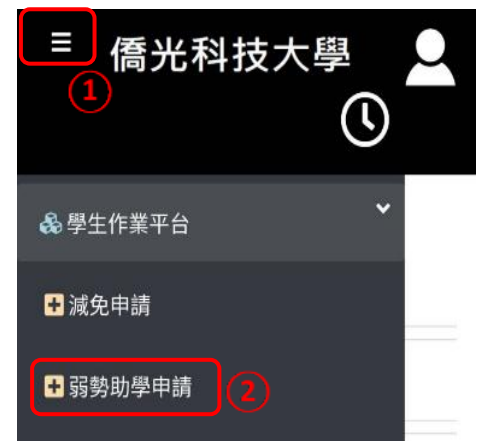 僑光科技大學
①
學生作業平台
減免申請
弱勢助學申請 ②